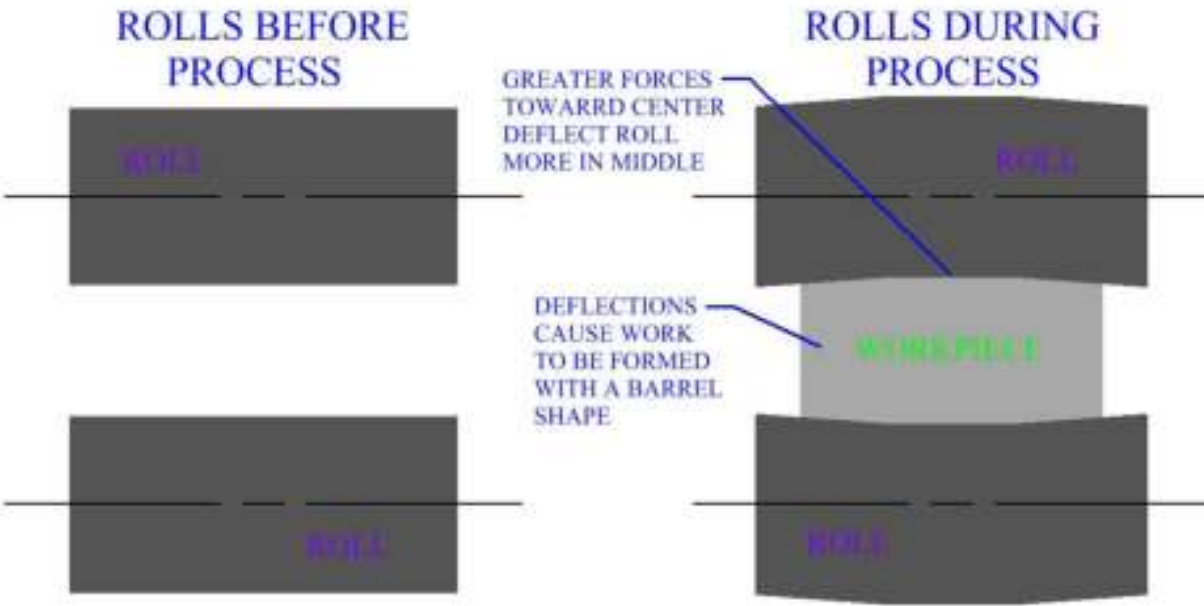 ROLLS BEFORE
PROCESS
ROLL
ROLL
GREATER FORCES
TOWARRD CENTER
DEFLECT ROLL
MORE IN MIDDLE
DEFLECTIONS
CAUSE WORK
TO BE FORMED
WITH A BARREL
SHAPE
ROLLS DURING
PROCESS
ROLL
WORKPIECE
ROLL